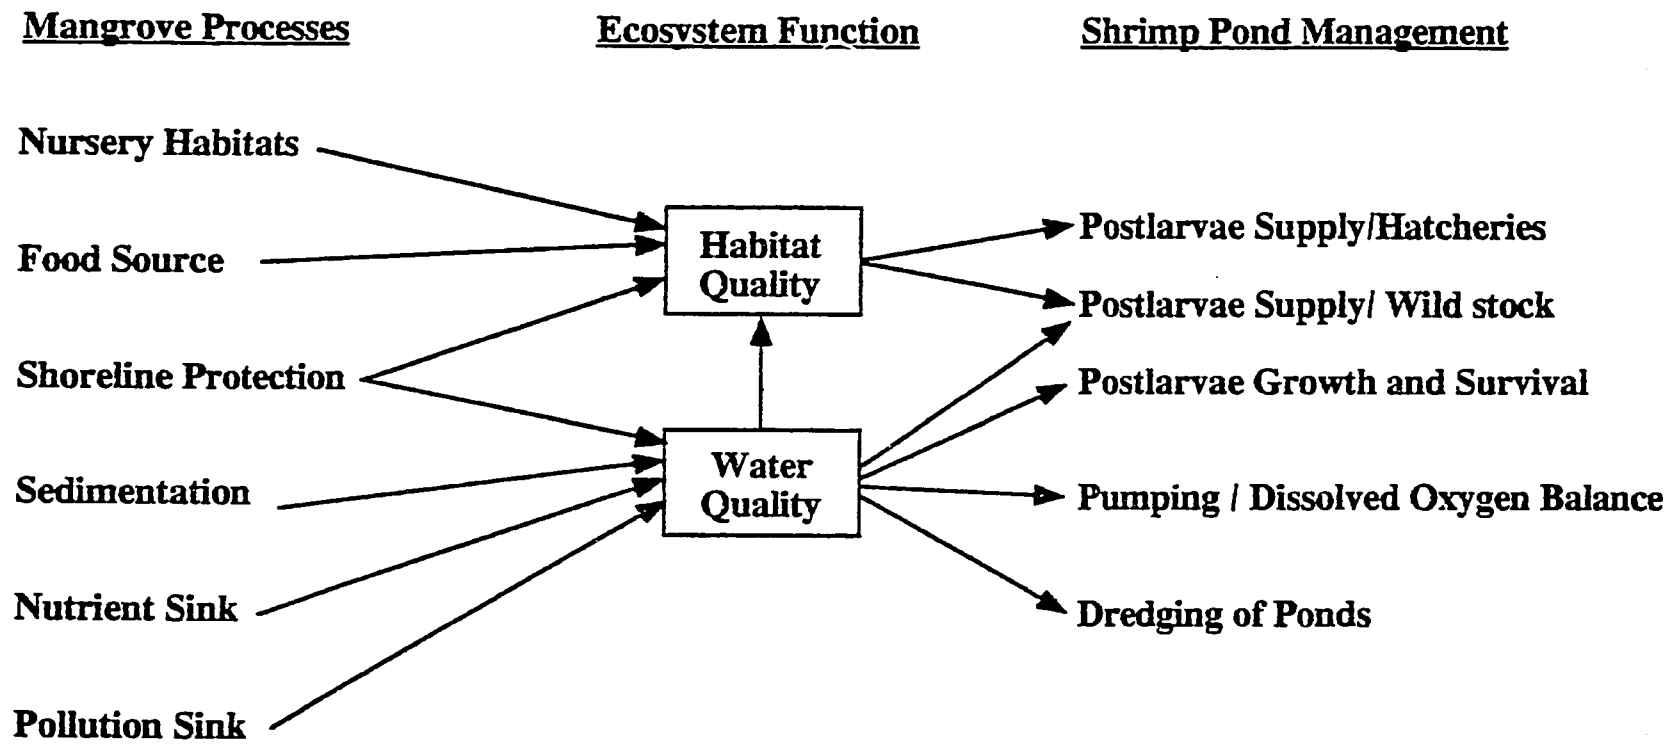 Mangrove Processes
Ecosystem Function
Shrimp Pond Management
Nursery Habitats
Food Source
Shoreline Protection
Sedimentation
Nutrient Sink
Pollution Sink
Habitat
Quality
Water
Quality
Postlarvae Supply/Hatcheries
Postlarvae Supply/ Wild stock
Postlarvae Growth and Survival
Pumping / Dissolved Oxygen Balance
Dredging of Ponds